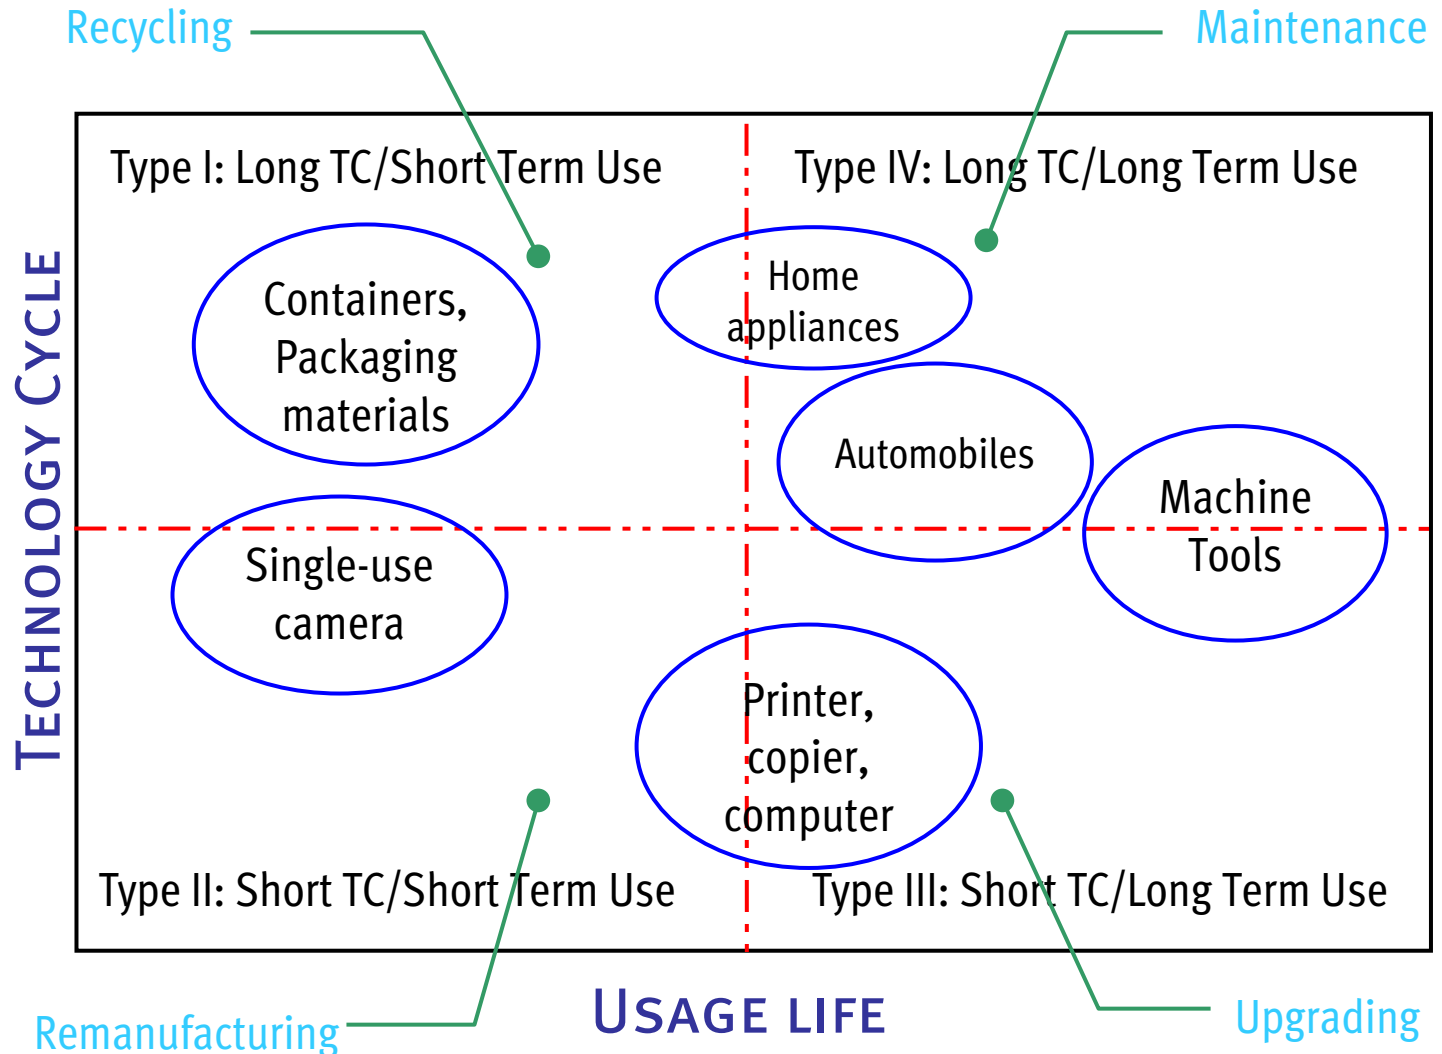 Recycling
Maintenance
Type I: Long TC/Short Term Use
Type IV: Long TC/Long Term Use
Containers,
Packaging
materials
Home
appliances
Automobiles
Machine
Tools
Single-use
camera
Printer,
copier,
computer
Type II: Short TC/Short Term Use
Type III: Short TC/Long Term Use
TECHNOLOGY CYCLE
USAGE LIFE
Remanufacturing
Upgrading